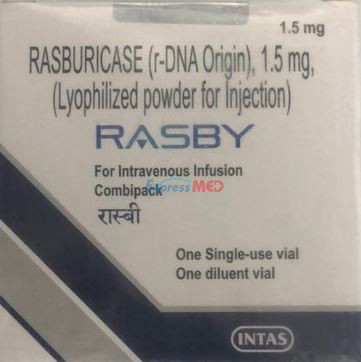 1.5 mg
RASBURICASE (r-DNA Origin), 1.5 mg,
(Lyophilized powder for Injection)
RASBY
For Intravenous Infusion
ExpressMED
Combipack
रास्बी
One Single-use vial
One diluent vial
INTAS